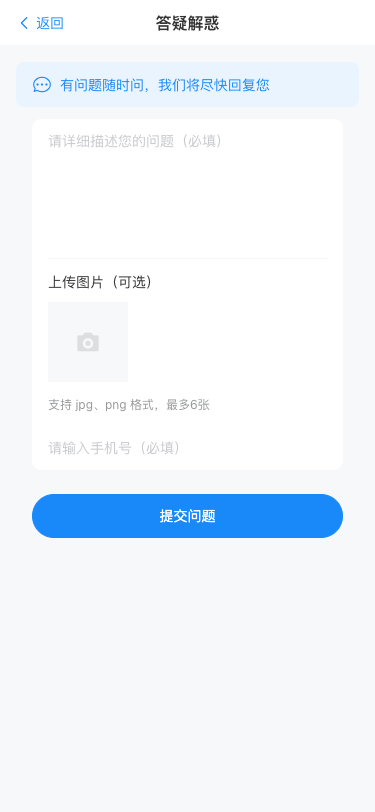 返回
答疑解惑
有问题随时问，我们将尽快回复您
请详细描述您的问题（必填）
上传图片（可选）
支持 jpg、png 格式，最多6张
请输入手机号（必填）
提交问题